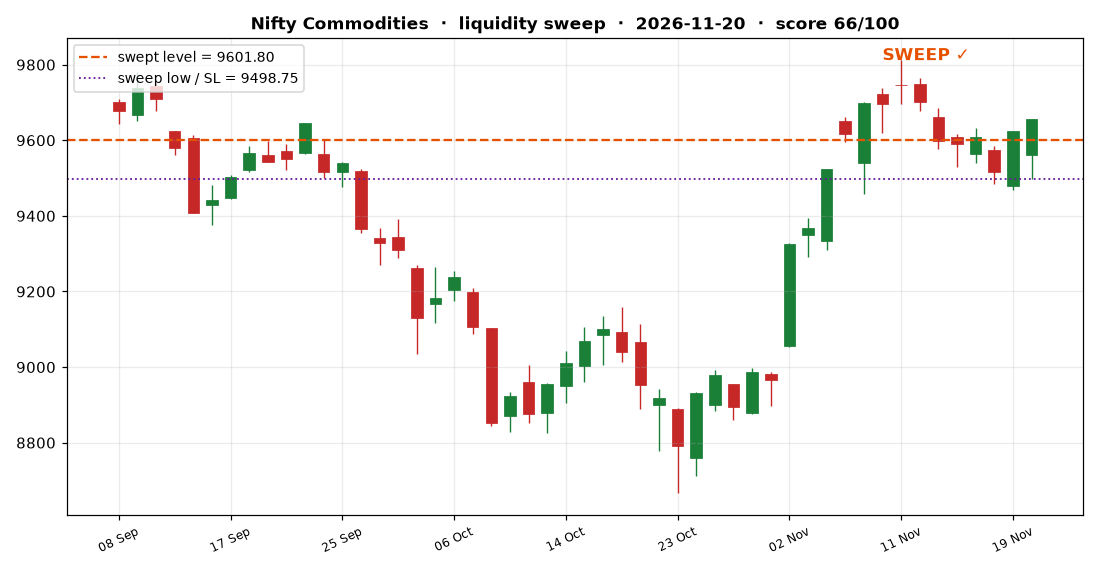 Nifty Commodities · liquidity sweep · 2026-11-20 · score 66/100
swept level = 9601.80
sweep low / SL = 9498.75
SWEEP ✓
9800
9600
9400
9200
9000
8800
08 Sep
17 Sep
25 Sep
06 Oct
14 Oct
23 Oct
02 Nov
11 Nov
19 Nov